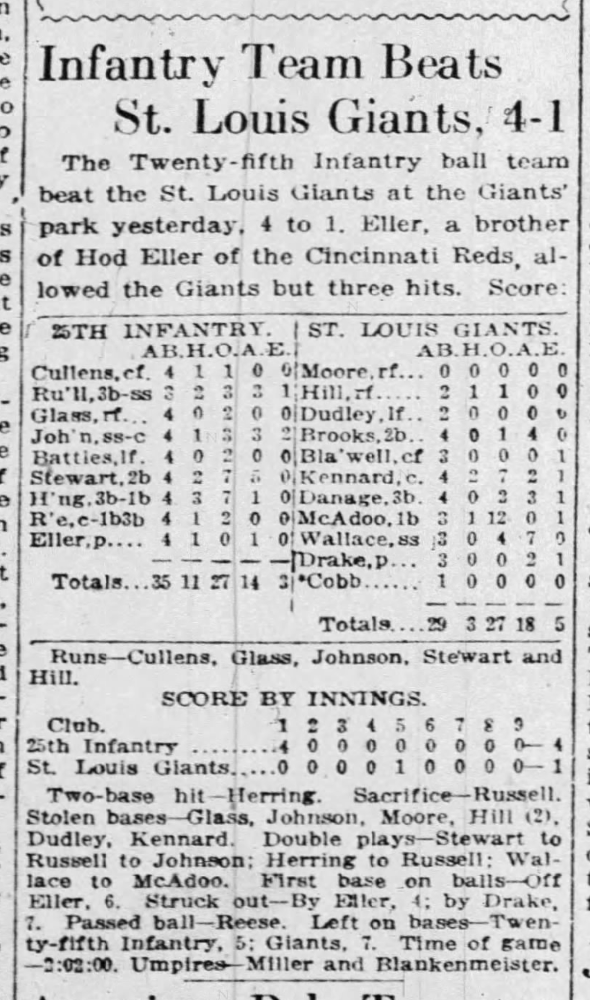 Infantry Team Beats
St. Louis Giants, 4-1
The Twenty-fifth Infantry ball team
beat the St. Louis Giants at the Giants'
park yesterday, 4 to 1. Eller, a brother
of Hod Eller of the Cincinnati Reds, al-
lowed the Giants but three hits. Score:
25TH INFANTRY.
AB.H.O.A.E.
Cullens,cf. 4 1 1 0 0
Ru'll,3b-ss 3 2 3 3 1
Glass,rf... 4 0 2 0 0
Joh'n,ss-c 4 1 3 3 2
Battles,lf. 4 0 2 0 0
Stewart,2b 4 2 7 5 0
H'ng,3b-1b 4 3 7 1 0
R'e,c-1b3b 4 1 2 0 0
Eller,p.... 4 1 0 1 0
Totals...35 11 27 14 3
ST. LOUIS GIANTS.
AB.H.O.A.E.
Moore,rf... 0 0 0 0 0
Hill,rf..... 2 1 1 0 0
Dudley,lf.. 2 0 0 0 0
Brooks,2b.. 4 0 1 4 0
Bla'well,cf 3 0 0 0 1
Kennard,c. 4 2 7 2 1
Danage,3b. 4 0 2 3 1
McAdoo,1b 3 1 12 0 1
Wallace,ss 3 0 4 7 0
Drake,p... 3 0 0 2 1
*Cobb...... 1 0 0 0 0
Totals....29 3 27 18 5
Runs—Cullens, Glass, Johnson, Stewart and
Hill.
SCORE BY INNINGS.
Club. 1 2 3 4 5 6 7 8 9
25th Infantry ..........4 0 0 0 0 0 0 0 0— 4
St. Louis Giants......0 0 0 0 1 0 0 0 0— 1
Two-base hit—Herring. Sacrifice—Russell.
Stolen bases—Glass, Johnson, Moore, Hill (2),
Dudley, Kennard. Double plays—Stewart to
Russell to Johnson; Herring to Russell; Wal-
lace to McAdoo. First base on balls—Off
Eller, 6. Struck out—By Eller, 4; by Drake,
7. Passed ball—Reese. Left on bases—Twen-
ty-fifth Infantry, 5; Giants, 7. Time of game
—2:02:00. Umpires—Miller and Blankenmeister.